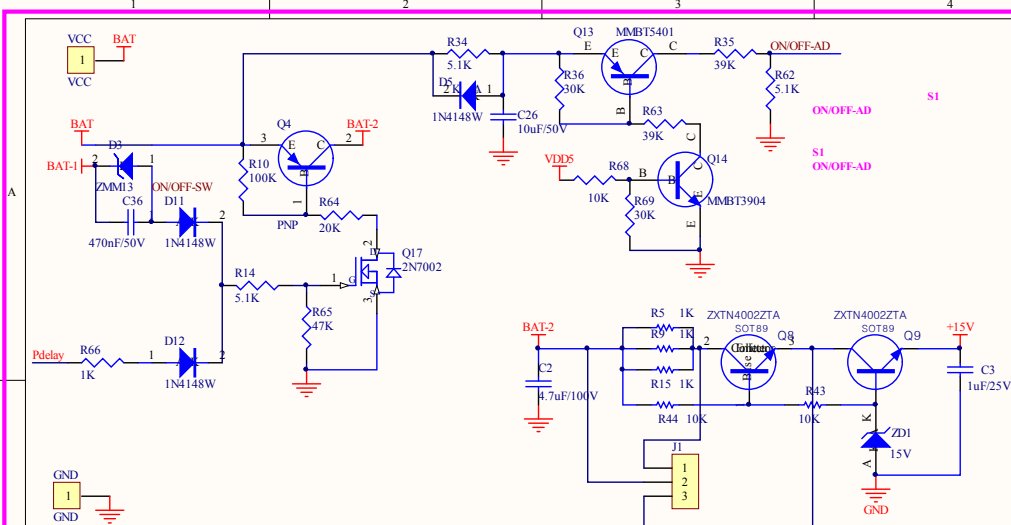 1
2
3
4
A
VCC
1
VCC
BAT
BAT
BAT-1
2
D3
1
ZMM13
C36
470nF/50V
ON/OFF-SW
D11
1
2
1N4148W
Pdelay
R66
1K
1
D12
2
1N4148W
R14
5.1K
R65
47K
3
Q4
E
C
B
1
2
BAT-2
PNP
R10
100K
R64
20K
1
2
3
D
G
S
Q17
2N7002
R34
5.1K
D5
2
K
A
1
1N4148W
C26
10uF/50V
Q13
MMBT5401
E
E
C
C
B
B
R36
30K
R35
39K
ON/OFF-AD
R62
5.1K
R63
39K
VDD5
R68
10K
B
B
C
C
E
E
Q14
MMBT3904
R69
30K
ON/OFF-AD
S1
S1
ON/OFF-AD
BAT-2
C2
4.7uF/100V
R5
1K
R9
1K
R15
1K
R44
10K
ZXTN4002ZTA
SOT89
Q8
2
3
Base
R43
10K
ZXTN4002ZTA
SOT89
Q9
+15V
C3
1uF/25V
K
A
ZD1
15V
GND
J1
1
2
3
GND
1
GND